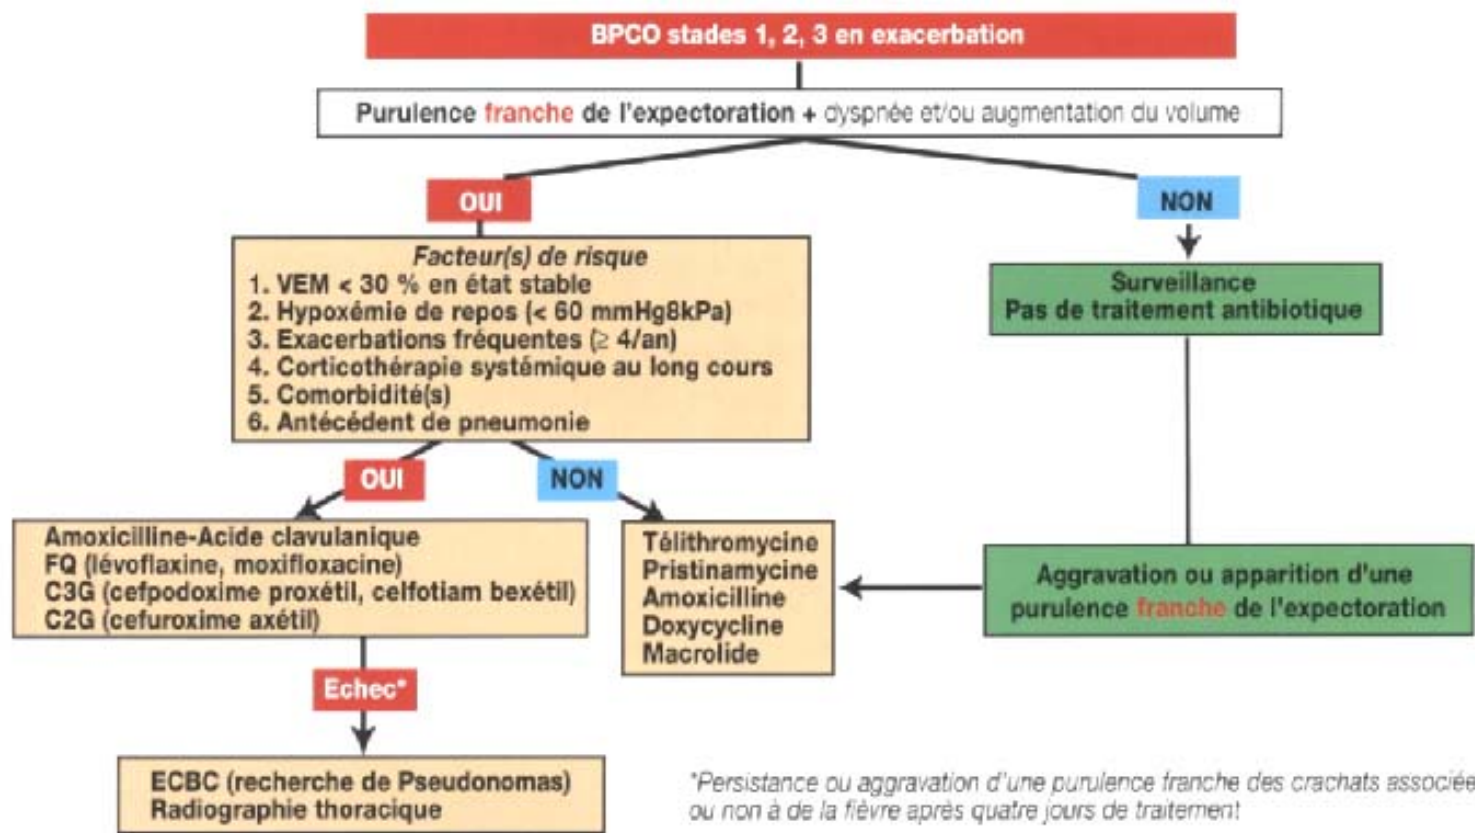 BPCO stades 1, 2, 3 en exacerbation
Purulence franche de l'expectoration + dyspnée et/ou augmentation du volume
OUI
NON
Facteur(s) de risque
1. VEM < 30 % en état stable
2. Hypoxémie de repos (< 60 mmHg8kPa)
3. Exacerbations fréquentes (≥ 4/an)
4. Corticothérapie systémique au long cours
5. Comorbidité(s)
6. Antécédent de pneumonie
Surveillance
Pas de traitement antibiotique
OUI
NON
Amoxicilline-Acide clavulanique
FQ (lévoflaxine, moxifloxacine)
C3G (cefpodoxime proxétil, celfotiam bexétil)
C2G (cefuroxime axétil)
Télithromycine
Pristinamycine
Amoxicilline
Doxycycline
Macrolide
Aggravation ou apparition d'une
purulence franche de l'expectoration
Echec*
ECBC (recherche de Pseudonomas)
Radiographie thoracique
*Persistance ou aggravation d'une purulence franche des crachats associée
ou non à de la fièvre après quatre jours de traitement